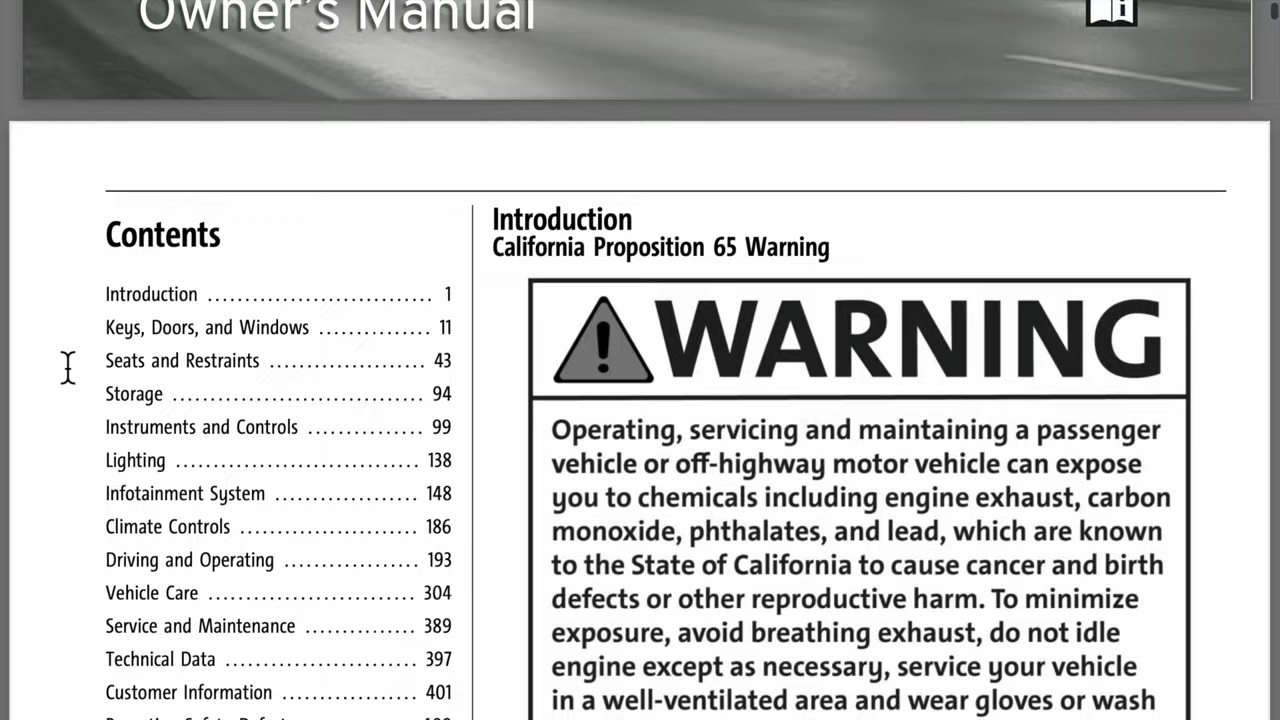 Owner's Manual
Contents
Introduction .............................. 1
Keys, Doors, and Windows ............... 11
Seats and Restraints ..................... 43
Storage .................................. 94
Instruments and Controls ................ 99
Lighting ................................. 138
Infotainment System .................... 148
Climate Controls ........................ 186
Driving and Operating .................. 193
Vehicle Care ............................ 304
Service and Maintenance ............... 389
Technical Data .......................... 397
Customer Information .................. 401
Introduction
California Proposition 65 Warning
WARNING
Operating, servicing and maintaining a passenger
vehicle or off-highway motor vehicle can expose
you to chemicals including engine exhaust, carbon
monoxide, phthalates, and lead, which are known
to the State of California to cause cancer and birth
defects or other reproductive harm. To minimize
exposure, avoid breathing exhaust, do not idle
engine except as necessary, service your vehicle
in a well-ventilated area and wear gloves or wash